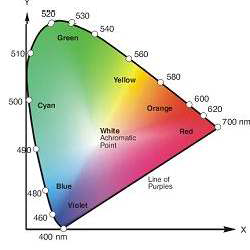 Y
520
530
540
Green
510
560
Yellow
580
500
Cyan
Orange
600
620
700 nm
White
Achromatic
Point
Red
490
Line of
Purples
480
Blue
Violet
460
400 nm
X